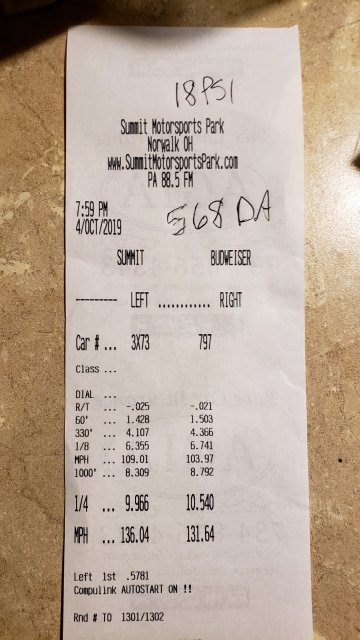 18 PSI
Summit Motorsports Park
Norwalk OH
www.SummitMotorsportsPark.com
PA 88.5 FM
7:59 PM
568 DA
4/OCT/2019
SUMMIT BUDWEISER
--------- LEFT ............ RIGHT
Car # ... 3X73 797
Class ...
DIAL ...
R/T ... -.025 -.021
60' ... 1.428 1.503
330' ... 4.107 4.366
1/8 ... 6.355 6.741
MPH ... 109.01 103.97
1000' ... 8.309 8.792
1/4 ... 9.966 10.540
MPH ... 136.04 131.64
Left 1st .5781
Compulink AUTOSTART ON !!
Rnd # TO 1301/1302